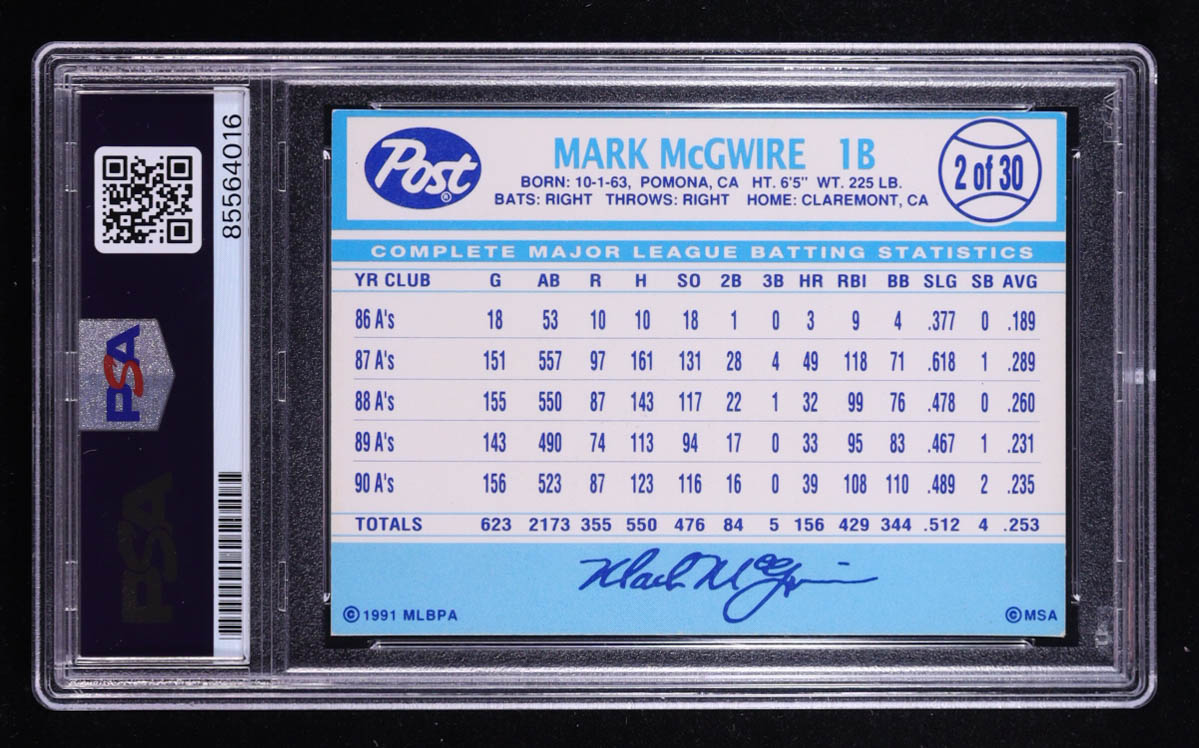 85564016
PSA
PSA
Post®
MARK McGWIRE 1B
BORN: 10-1-63, POMONA, CA HT. 6'5" WT. 225 LB.
BATS: RIGHT THROWS: RIGHT HOME: CLAREMONT, CA
2 of 30
COMPLETE MAJOR LEAGUE BATTING STATISTICS
YR CLUB G AB R H SO 2B 3B HR RBI BB SLG SB AVG
86 A's 18 53 10 10 18 1 0 3 9 4 .377 0 .189
87 A's 151 557 97 161 131 28 4 49 118 71 .618 1 .289
88 A's 155 550 87 143 117 22 1 32 99 76 .478 0 .260
89 A's 143 490 74 113 94 17 0 33 95 83 .467 1 .231
90 A's 156 523 87 123 116 16 0 39 108 110 .489 2 .235
TOTALS 623 2173 355 550 476 84 5 156 429 344 .512 4 .253
Mark McGwire
© 1991 MLBPA
© MSA